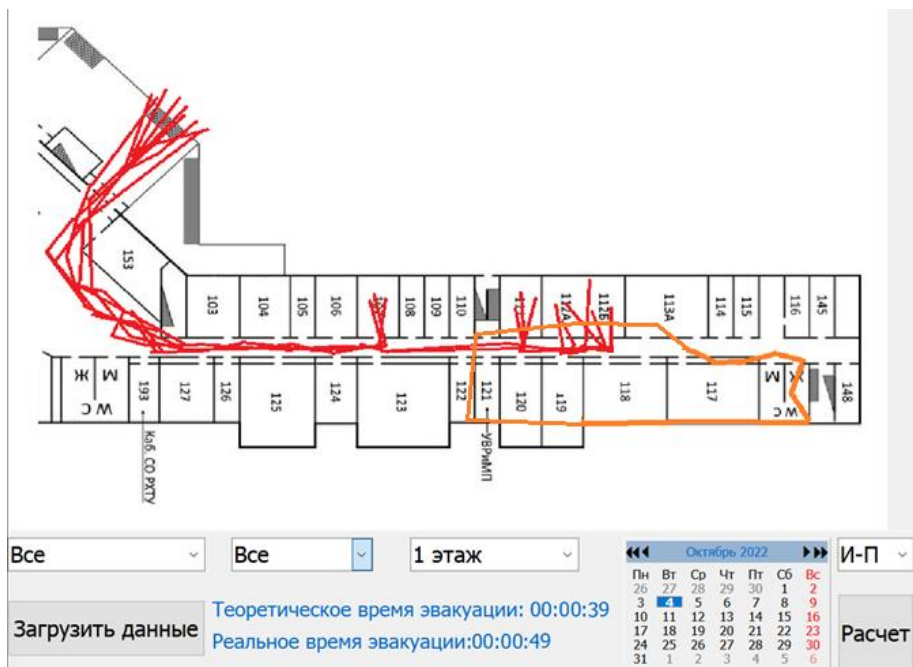 153
103
104
105
106
108
109
110
112А
112Б
113А
114
115
116
145
Ж
М
WC
193
127
126
125
124
123
122
121
120
119
118
117
М
Ж
WC
148
Каб. СО РХТУ
УВРиМП
Все
Все
1 этаж
Октябрь 2022
И-П
Пн Вт Ср Чт Пт Сб Вс
26 27 28 29 30 1 2
3 4 5 6 7 8 9
10 11 12 13 14 15 16
17 18 19 20 21 22 23
24 25 26 27 28 29 30
31 1 2 3 4 5 6
Загрузить данные
Теоретическое время эвакуации: 00:00:39
Реальное время эвакуации:00:00:49
Расчет